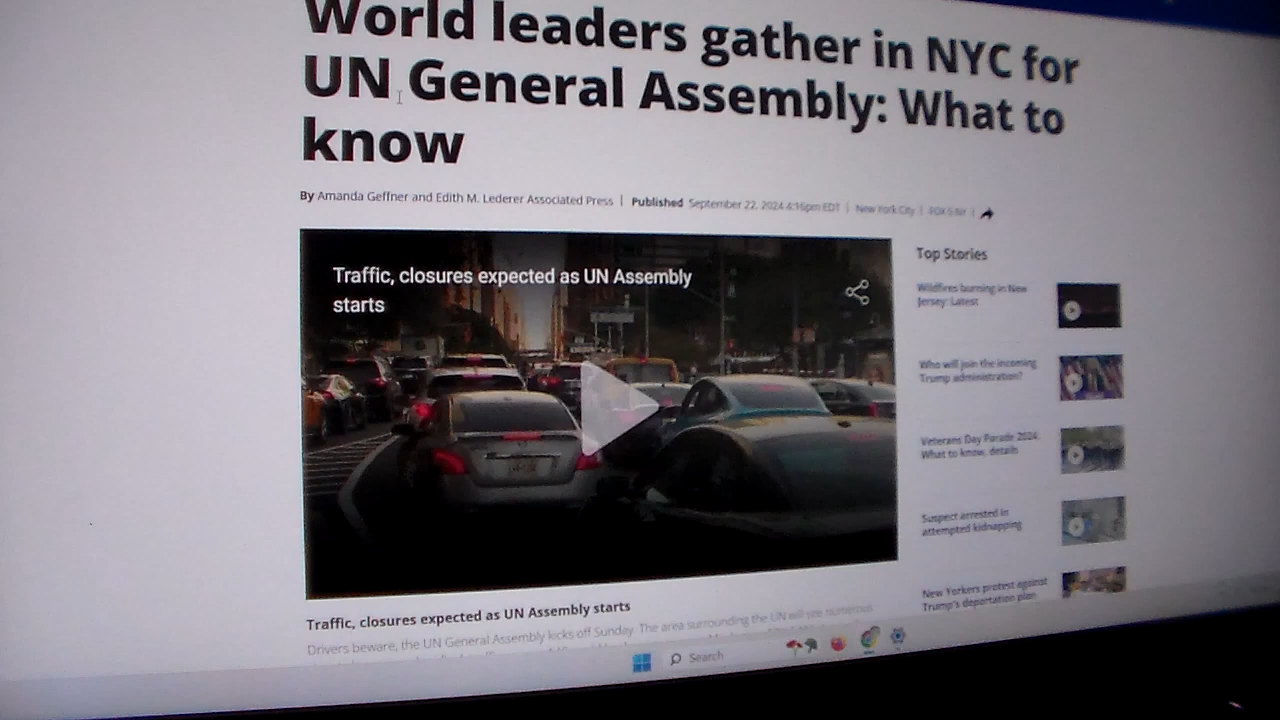 World leaders gather in NYC for
UN General Assembly: What to
know
By Amanda Geffner and Edith M. Lederer Associated Press | Published September 22, 2024 4:16pm EDT | New York City | FOX 5 NY |
Traffic, closures expected as UN Assembly
starts
Top Stories
Wildfires burning in New
Jersey: Latest
Who will join the incoming
Trump administration?
Veterans Day Parade 2024:
What to know, details
Suspect arrested in
attempted kidnapping
New Yorkers protest against
Trump's deportation plan
Traffic, closures expected as UN Assembly starts
Drivers beware, the UN General Assembly kicks off Sunday. The area surrounding the UN will see numerous
Search